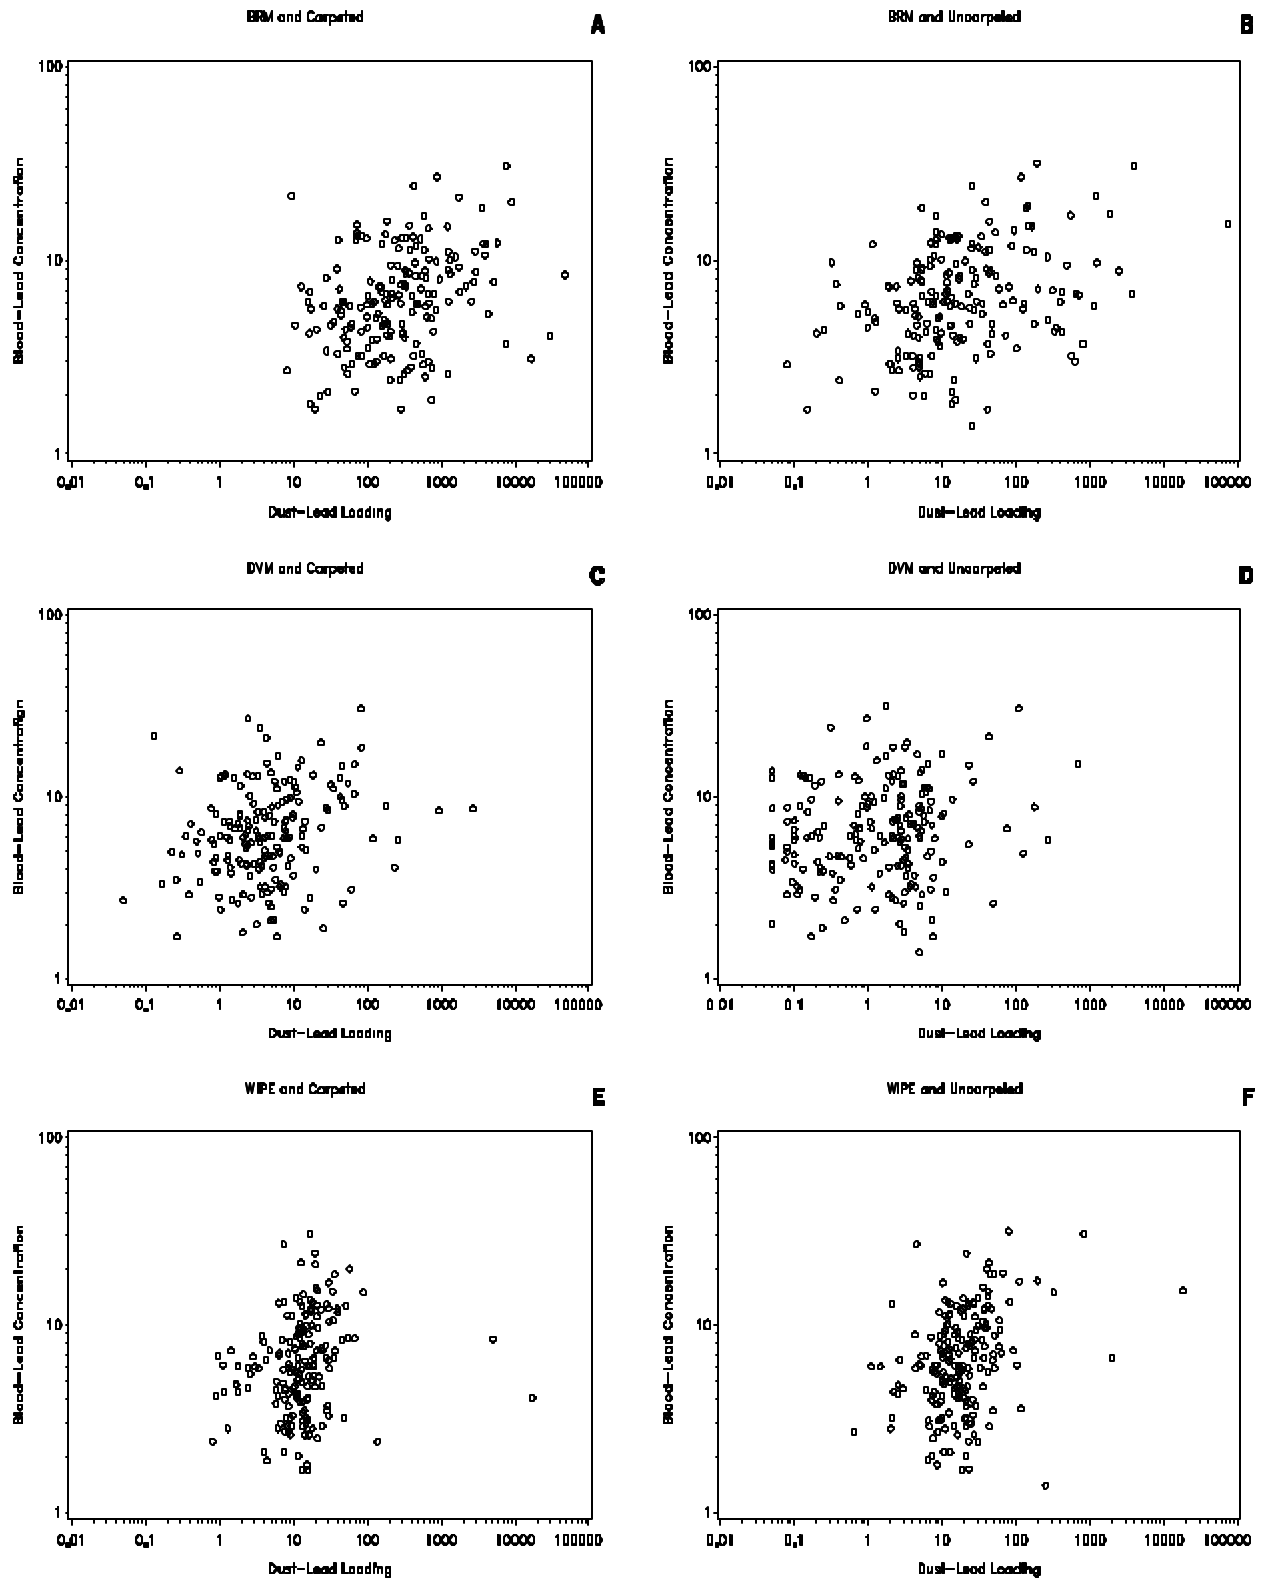 BRM and Carpeted
A
100
10
1
Blood-Lead Concentration
0.01 0.1 1 10 100 1000 10000 100000
Dust-Lead Loading
BRM and Uncarpeted
B
100
10
1
Blood-Lead Concentration
0.01 0.1 1 10 100 1000 10000 100000
Dust-Lead Loading
DVM and Carpeted
C
100
10
1
Blood-Lead Concentration
0.01 0.1 1 10 100 1000 10000 100000
Dust-Lead Loading
DVM and Uncarpeted
D
100
10
1
Blood-Lead Concentration
0.01 0.1 1 10 100 1000 10000 100000
Dust-Lead Loading
WIPE and Carpeted
E
100
10
1
Blood-Lead Concentration
0.01 0.1 1 10 100 1000 10000 100000
Dust-Lead Loading
WIPE and Uncarpeted
F
100
10
1
Blood-Lead Concentration
0.01 0.1 1 10 100 1000 10000 100000
Dust-Lead Loading